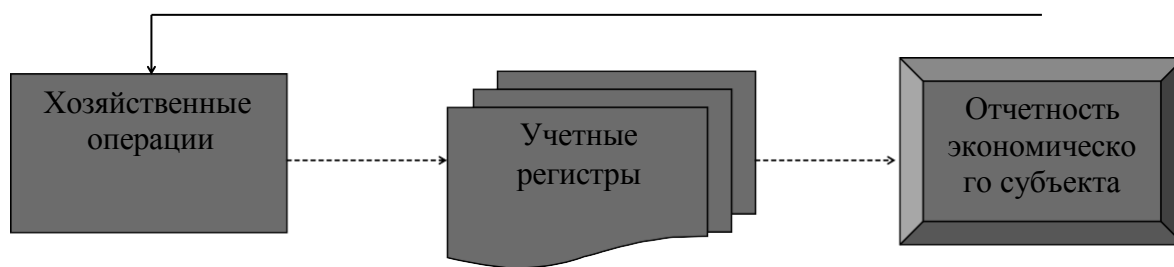 Хозяйственные
операции
Учетные
регистры
Отчетность
экономическо
го субъекта